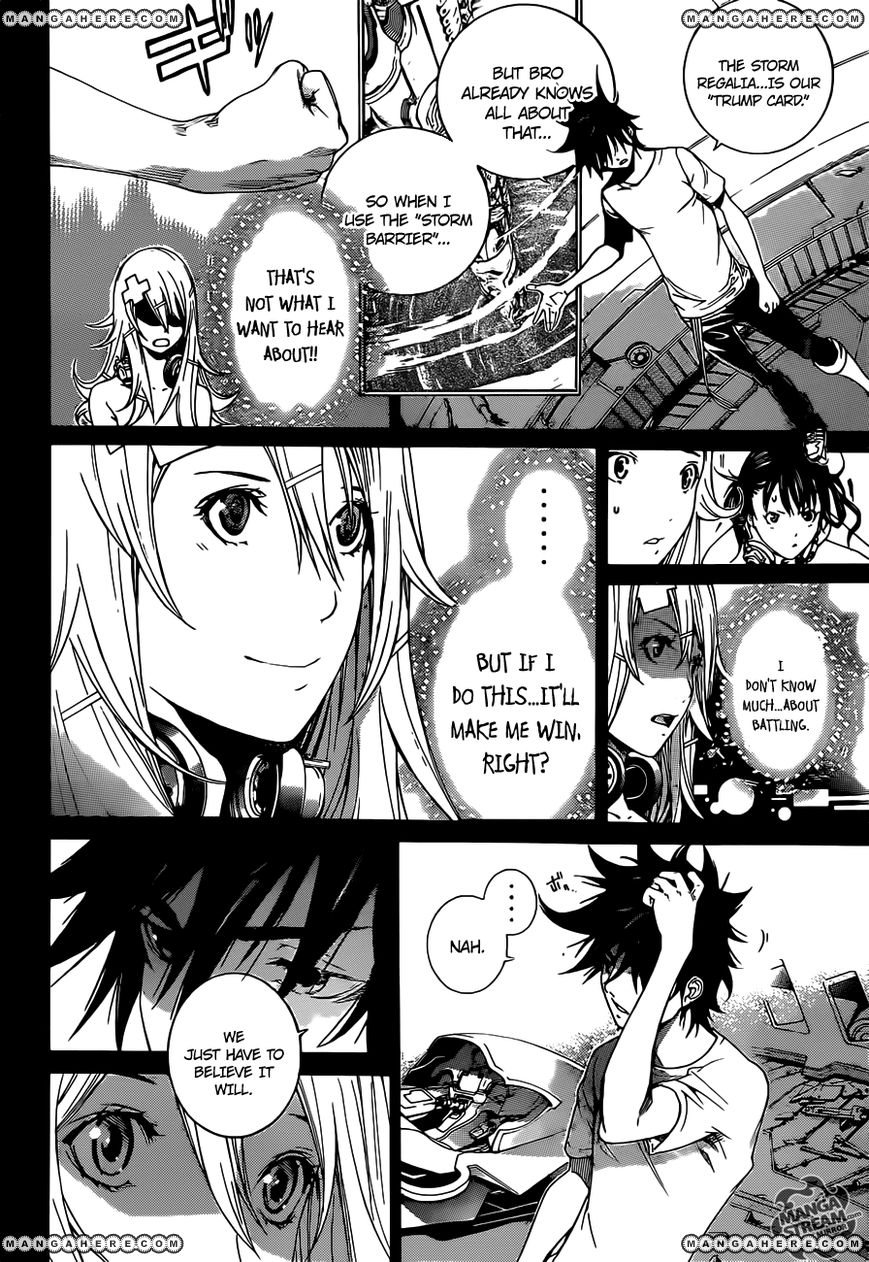 MANGAHERE.COM
MANGAHERE.COM
THE STORM
REGALIA...IS OUR
"TRUMP CARD."
BUT BRO
ALREADY KNOWS
ALL ABOUT
THAT...
SO WHEN I
USE THE "STORM
BARRIER"...
THAT'S
NOT WHAT I
WANT TO HEAR
ABOUT!!
I
DON'T KNOW
MUCH...ABOUT
BATTLING.
....
BUT IF I
DO THIS...IT'LL
MAKE ME WIN,
RIGHT?
....
NAH.
WE
JUST HAVE TO
BELIEVE IT
WILL.
MANGA
STREAM
MANGAHERE.COM
MANGAHERE.COM